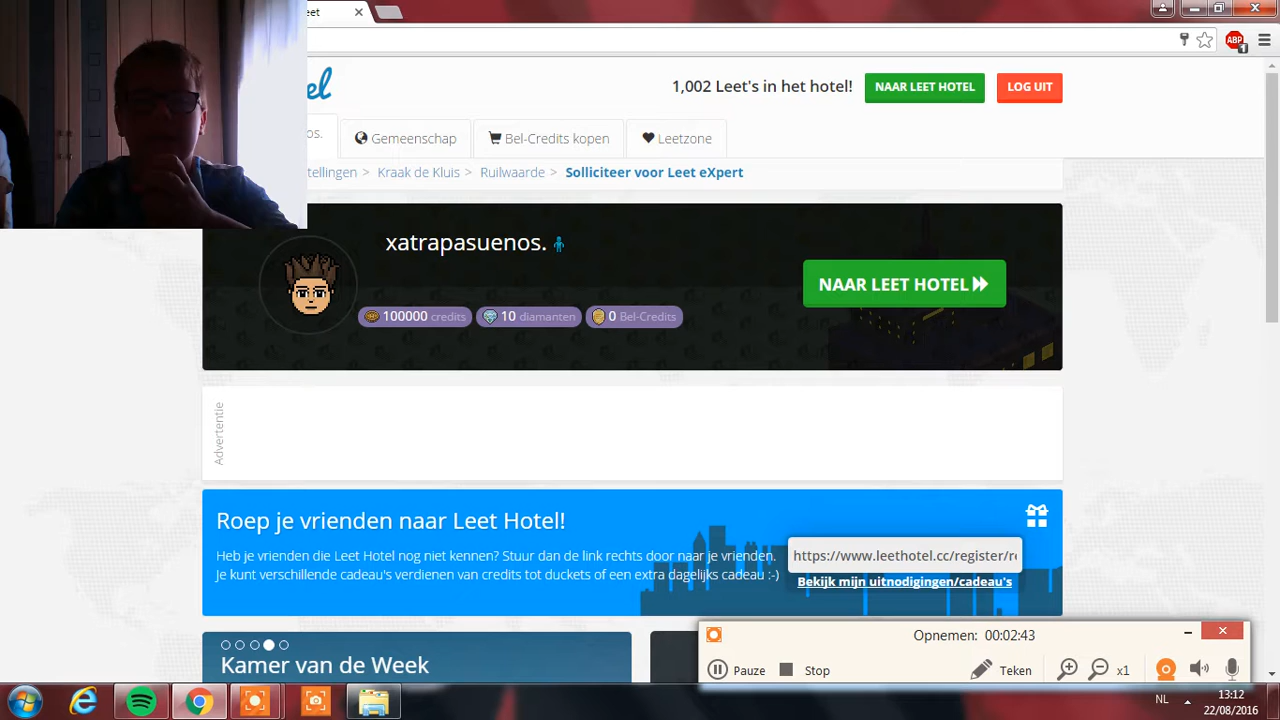 eet
ABP
1
el
1,002 Leet's in het hotel!
NAAR LEET HOTEL
LOG UIT
os.
Gemeenschap
Bel-Credits kopen
Leetzone
tellingen > Kraak de Kluis > Ruilwaarde > Solliciteer voor Leet eXpert
xatrapasuenos.
NAAR LEET HOTEL
100000 credits
10 diamanten
0 Bel-Credits
Advertentie
Roep je vrienden naar Leet Hotel!
Heb je vrienden die Leet Hotel nog niet kennen? Stuur dan de link rechts door naar je vrienden.
Je kunt verschillende cadeau's verdienen van credits tot duckets of een extra dagelijks cadeau :-)
https://www.leethotel.cc/register/r
Bekijk mijn uitnodigingen/cadeau's
Kamer van de Week
Opnemen: 00:02:43
Pauze
Stop
Teken
x1
NL
13:12
22/08/2016